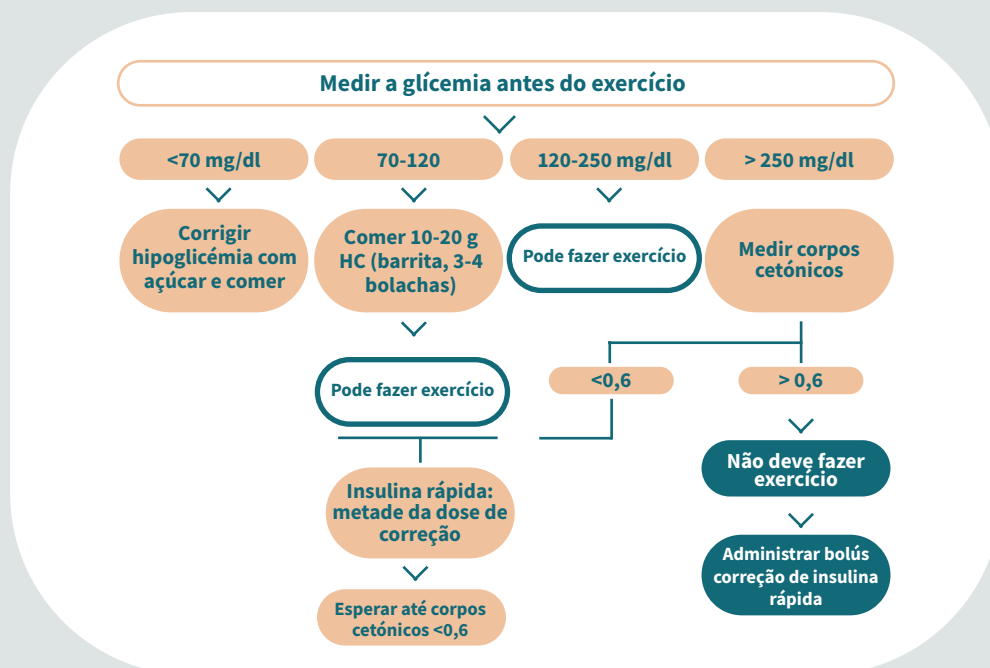 Medir a glícemia antes do exercício
<70 mg/dl
70-120
120-250 mg/dl
> 250 mg/dl
Corrigir
hipoglicémia com
açúcar e comer
Comer 10-20 g
HC (barrita, 3-4
bolachas)
Pode fazer exercício
Medir corpos
cetónicos
Pode fazer exercício
<0,6
> 0,6
Não deve fazer
exercício
Insulina rápida:
metade da dose de
correção
Administrar bolús
correção de insulina
rápida
Esperar até corpos
cetónicos <0,6